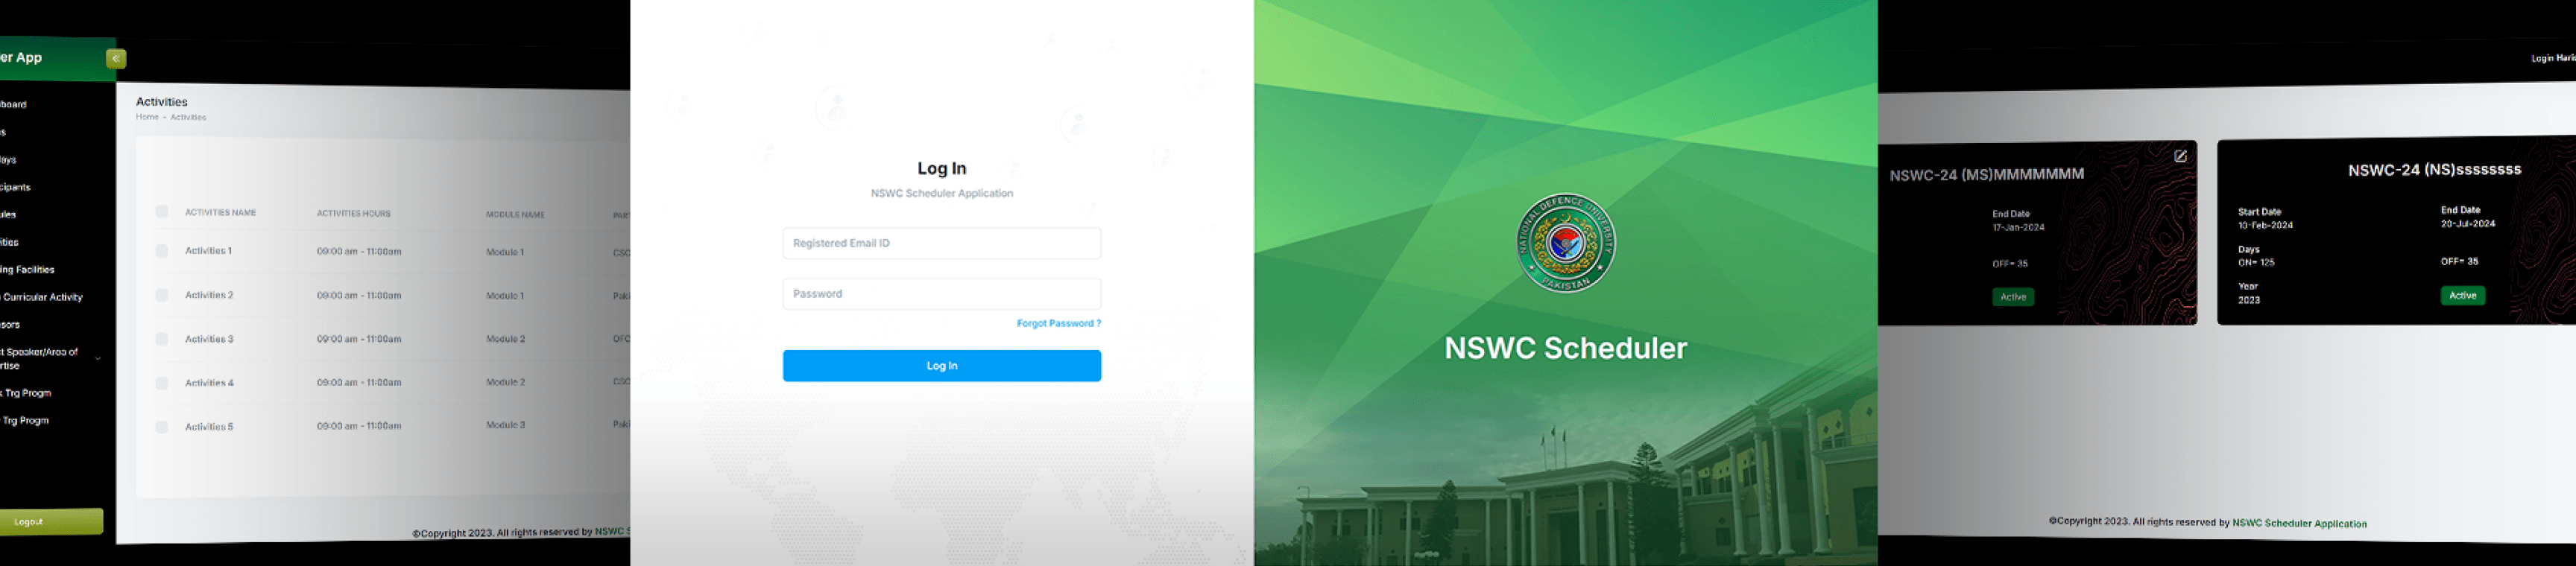 er App
board
s
ays
cipants
ules
ities
ing Facilities
Curricular Activity
sors
t Speaker/Area of
rtise
Trg Progm
Trg Progm
Logout
Activities
Home - Activities
ACTIVITIES NAME ACTIVITIES HOURS MODULE NAME PAR
Activities 1 09:00 am - 11:00am Module 1 CSC
Activities 2 09:00 am - 11:00am Module 1 Paki
Activities 3 09:00 am - 11:00am Module 2 OFC
Activities 4 09:00 am - 11:00am Module 2 CSC
Activities 5 09:00 am - 11:00am Module 3 Paki
©Copyright 2023. All rights reserved by NSWC S
Log In
NSWC Scheduler Application
Registered Email ID
Password
Forgot Password ?
Log In
NATIONAL DEFENCE UNIVERSITY
PAKISTAN
NSWC Scheduler
Login Haris
NSWC-24 (MS)MMMMMMM
End Date
17-Jan-2024
OFF= 35
Active
NSWC-24 (NS)ssssssss
Start Date
10-Feb-2024
End Date
20-Jul-2024
Days
ON= 125
OFF= 35
Year
2023
Active
©Copyright 2023. All rights reserved by NSWC Scheduler Application